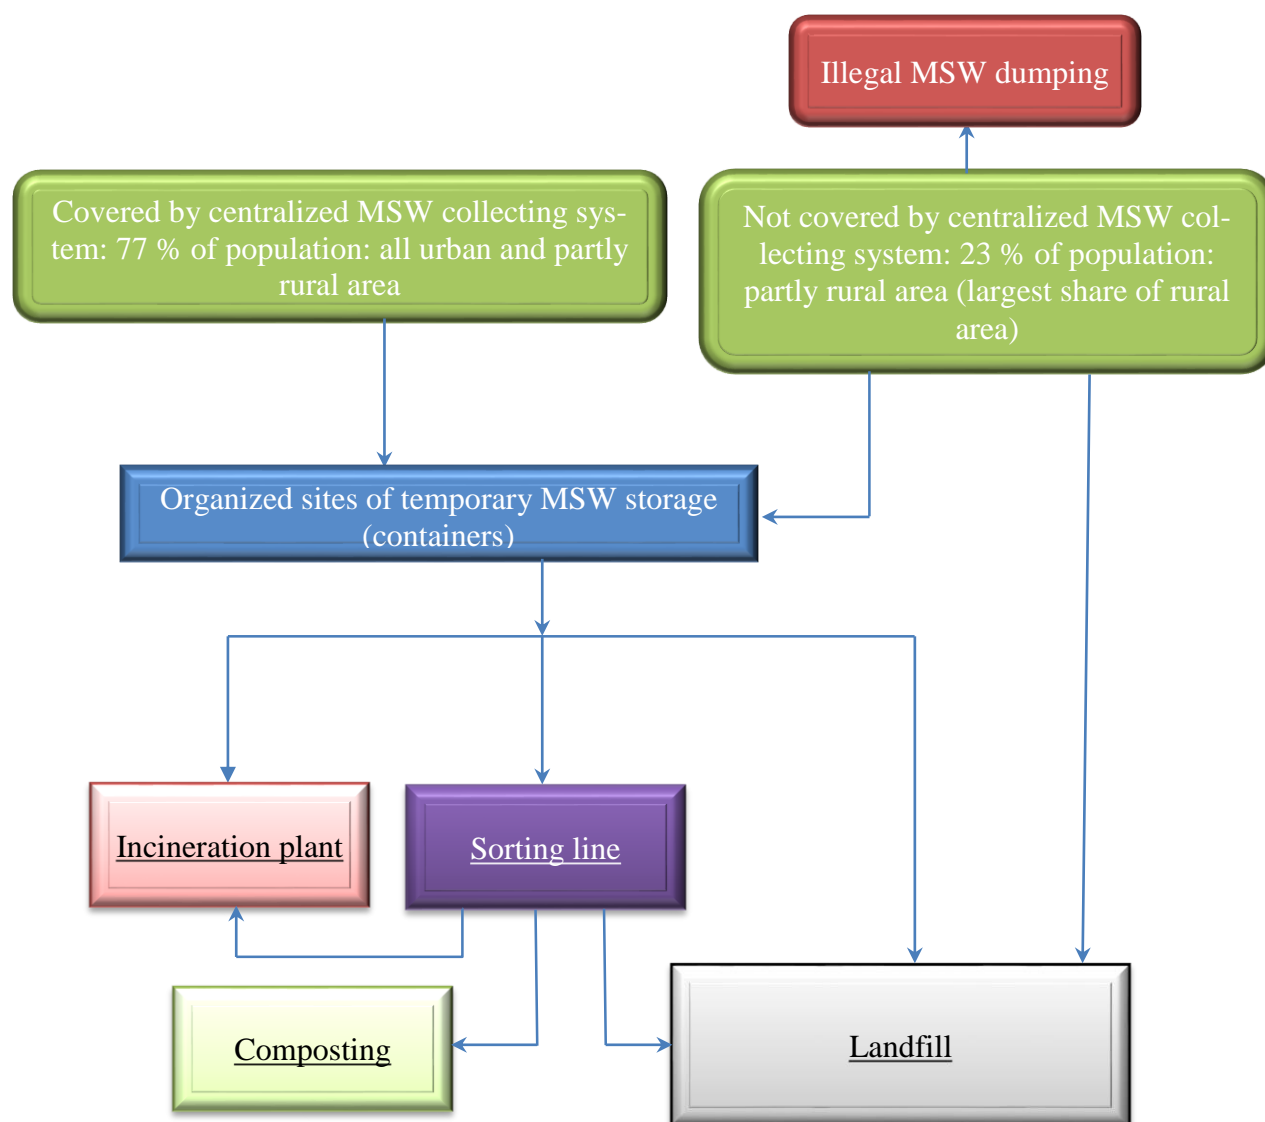 Illegal MSW dumping
Covered by centralized MSW collecting sys-
tem: 77 % of population: all urban and partly
rural area
Not covered by centralized MSW col-
lecting system: 23 % of population:
partly rural area (largest share of rural
area)
Organized sites of temporary MSW storage
(containers)
Incineration plant
Sorting line
Composting
Landfill